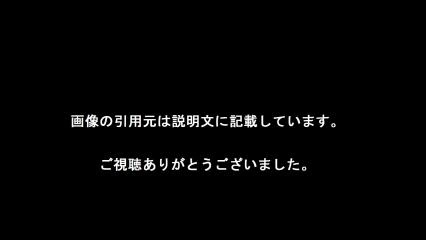 画像の引用元は説明文に記載しています。
ご視聴ありがとうございました。